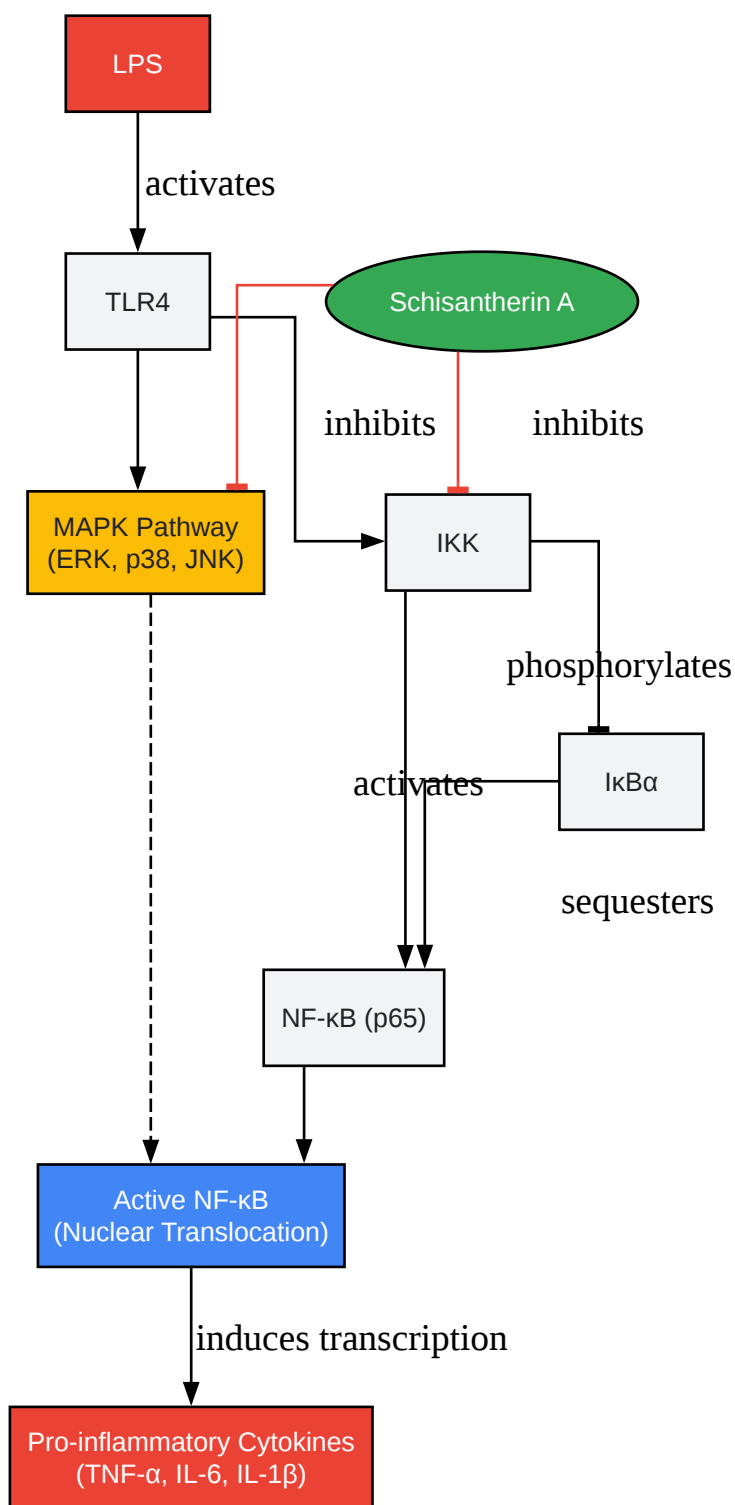 LPS
activates
TLR4
Schisantherin A
inhibits
inhibits
MAPK Pathway
(ERK, p38, JNK)
IKK
phosphorylates
activates
IκBα
sequesters
NF-κB (p65)
Active NF-κB
(Nuclear Translocation)
induces transcription
Pro-inflammatory Cytokines
(TNF-α, IL-6, IL-1β)